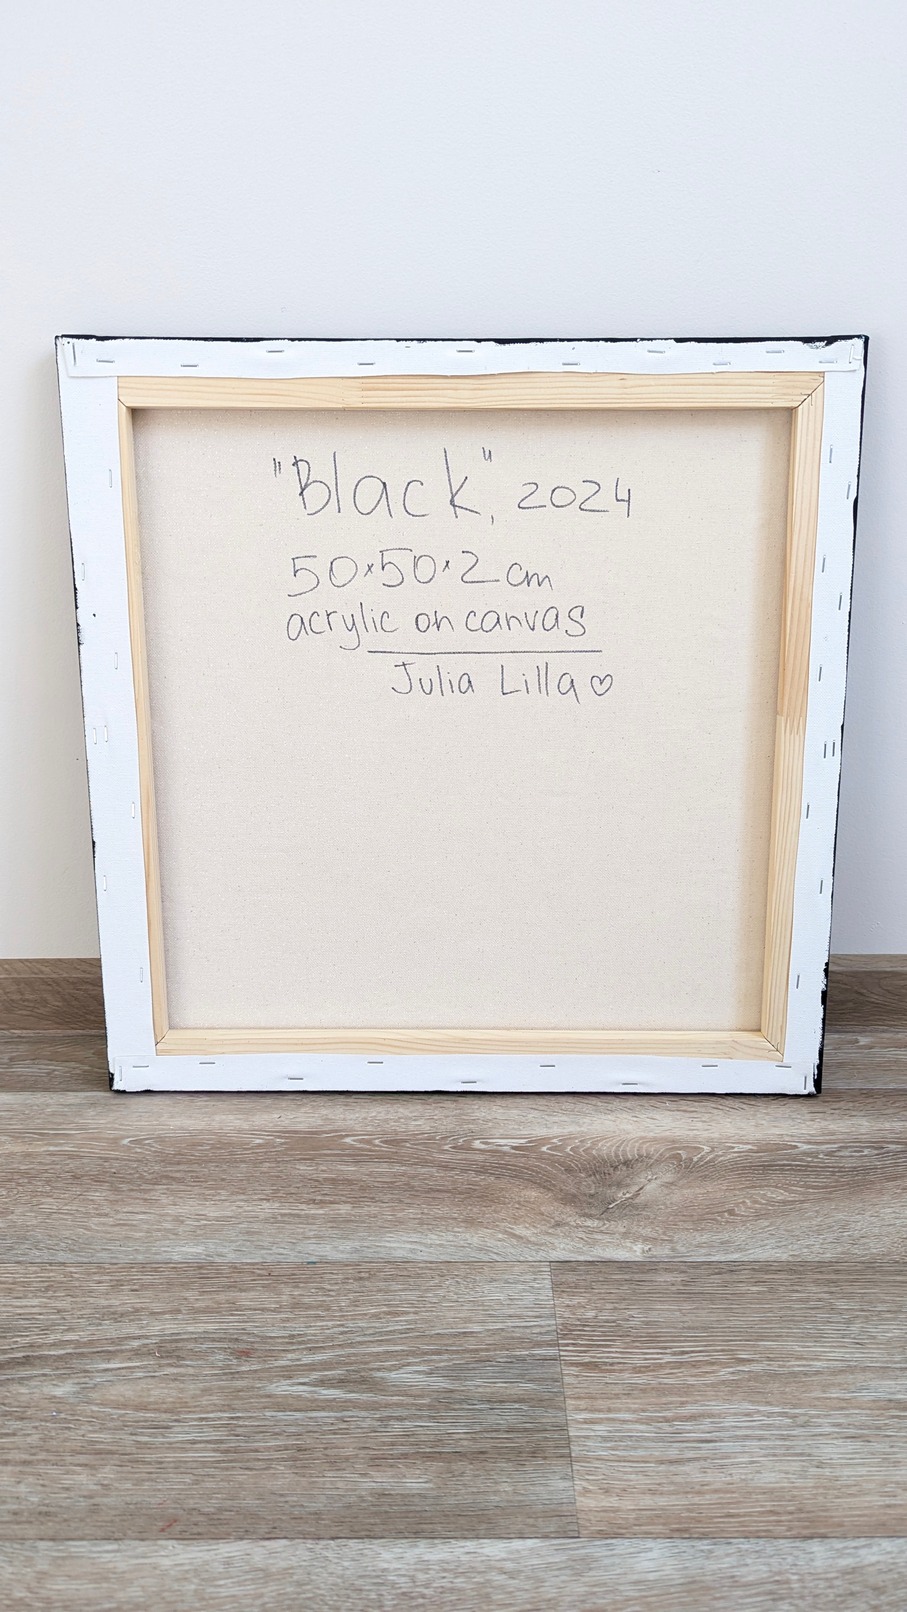 "Black", 2024
50×50×2 cm
acrylic on canvas
Julia Lilla ♡